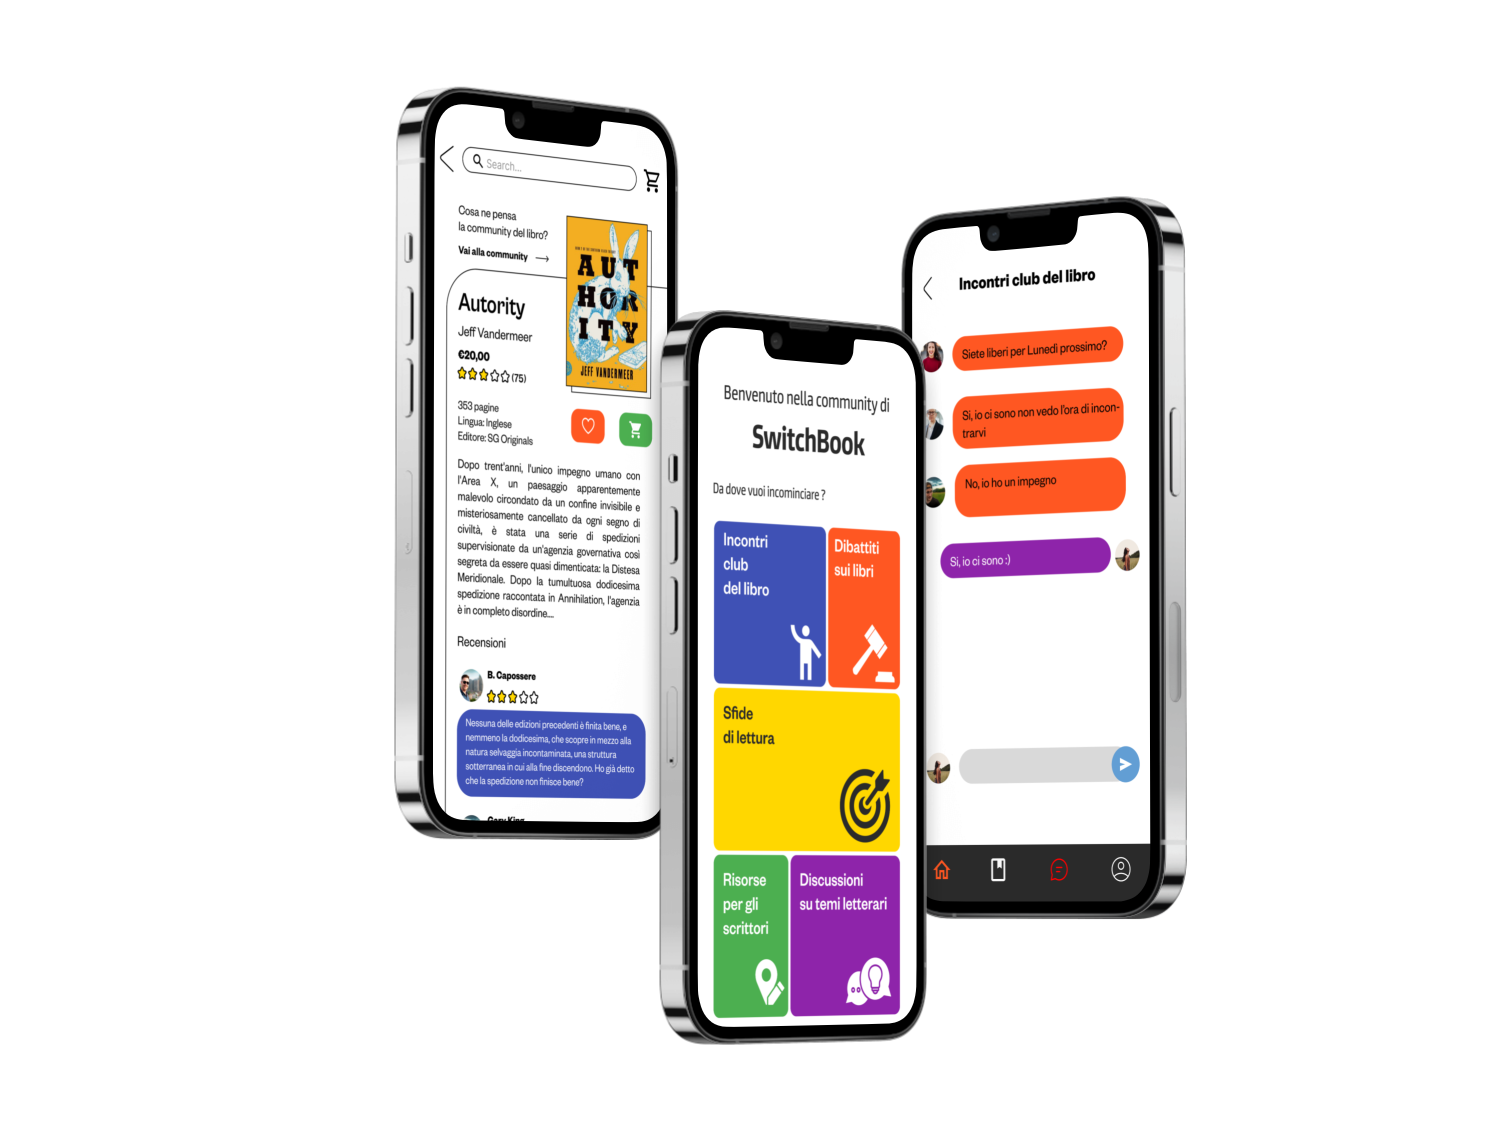 Search...
Cosa ne pensa
la community del libro?
Vai alla community
AUT
HOR
ITY
JEFF VANDERMEER
Autority
Jeff Vandermeer
€20,00
(75)
353 pagine
Lingua: Inglese
Editore: SG Originals
Dopo trent'anni, l'unico impegno umano con
l'Area X, un paesaggio apparentemente
malevolo circondato da un confine invisibile e
misteriosamente cancellato da ogni segno di
civiltà, è stata una serie di spedizioni
supervisionate da un'agenzia governativa così
segreta da essere quasi dimenticata: la Distesa
Meridionale. Dopo la tumultuosa dodicesima
spedizione raccontata in Annihilation, l'agenzia
è in completo disordine....
Recensioni
B. Capossere
Nessuna delle edizioni precedenti è finita bene, e
nemmeno la dodicesima, che scopre in mezzo alla
natura selvaggia incontaminata, una struttura
sotterranea in cui alla fine discendono. Ho già detto
che la spedizione non finisce bene?
Gary King
Benvenuto nella community di
SwitchBook
Da dove vuoi incominciare ?
Incontri
club
del libro
Dibattiti
sui libri
Sfide
di lettura
Risorse
per gli
scrittori
Discussioni
su temi letterari
Incontri club del libro
Siete liberi per Lunedì prossimo?
Si, io ci sono non vedo l'ora di incon-
trarvi
No, io ho un impegno
Si, io ci sono :)